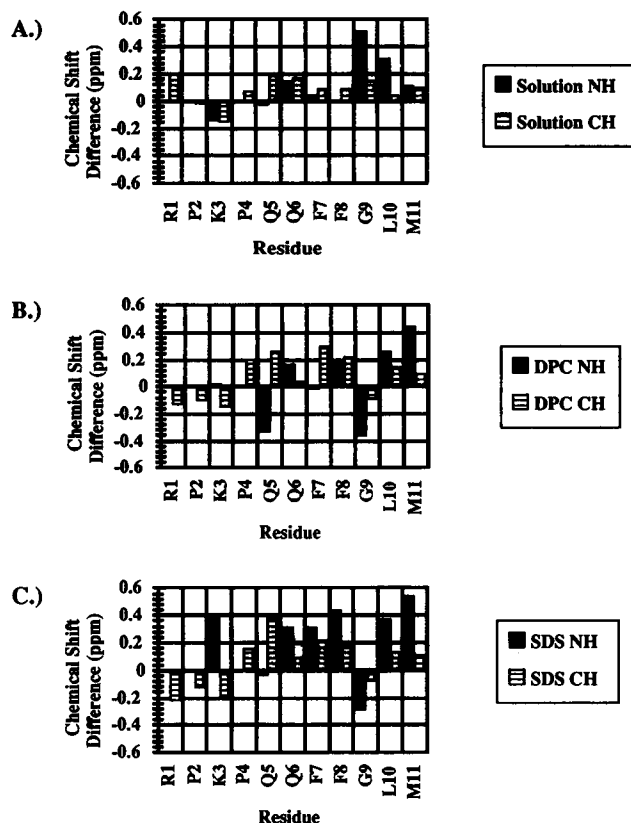 A.)
Chemical Shift
Difference (ppm)
0.6
0.4
0.2
0
-0.2
-0.4
-0.6
R1
P2
K3
P4
Q5
Q6
F7
F8
G9
L10
M11
Residue
Solution NH
Solution CH
B.)
Chemical Shift
Difference (ppm)
0.6
0.4
0.2
0
-0.2
-0.4
-0.6
R1
P2
K3
P4
Q5
Q6
F7
F8
G9
L10
M11
Residue
DPC NH
DPC CH
C.)
Chemical Shift
Difference (ppm)
0.6
0.4
0.2
0
-0.2
-0.4
-0.6
R1
P2
K3
P4
Q5
Q6
F7
F8
G9
L10
M11
Residue
SDS NH
SDS CH